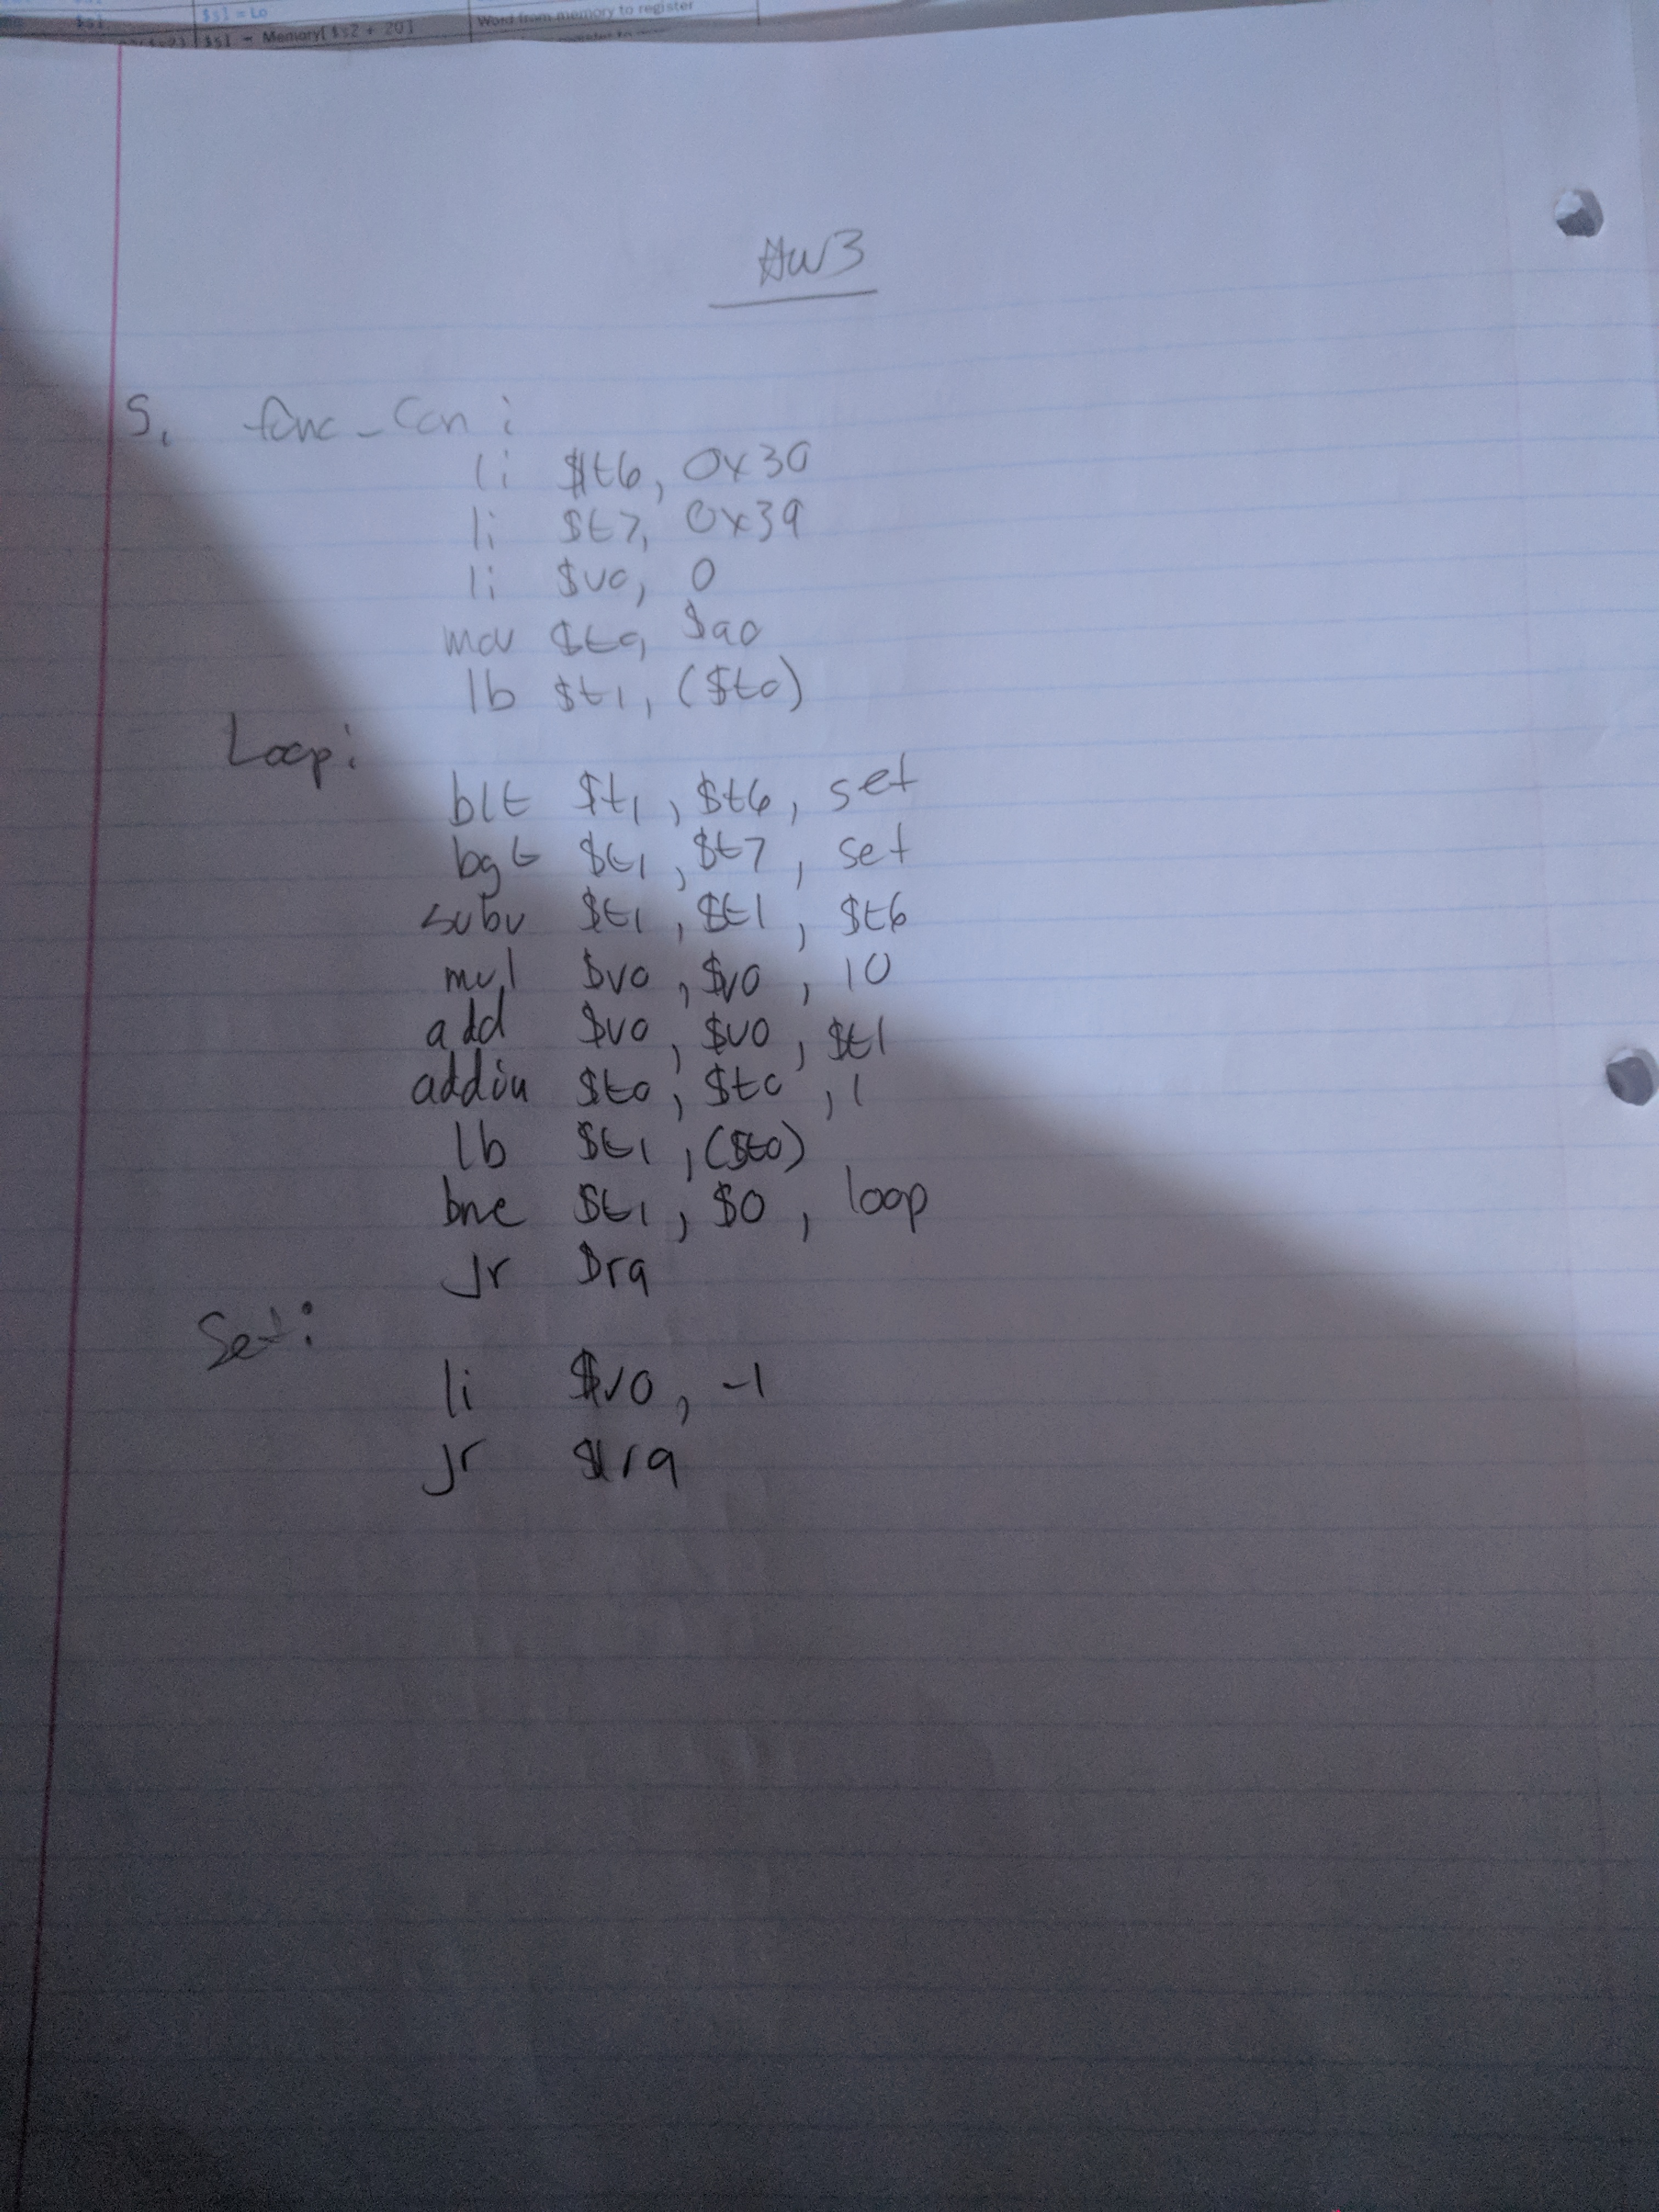 $s1
$s1 = Lo
Word from memory to register
$s1 = Memory[$s2 + 20]
HW3
5. func_con:
li $t6, 0x30
li $t7, 0x39
li $v0, 0
mov $t0, $a0
lb $t1, ($t0)
Loop:
blt $t1, $t6, set
bgt $t1, $t7, set
subu $t1, $t1, $t6
mul $v0, $v0, 10
add $v0, $v0, $t1
addiu $t0, $t0, 1
lb $t1, ($t0)
bne $t1, $0, loop
jr $ra
Set:
li $v0, -1
jr $ra